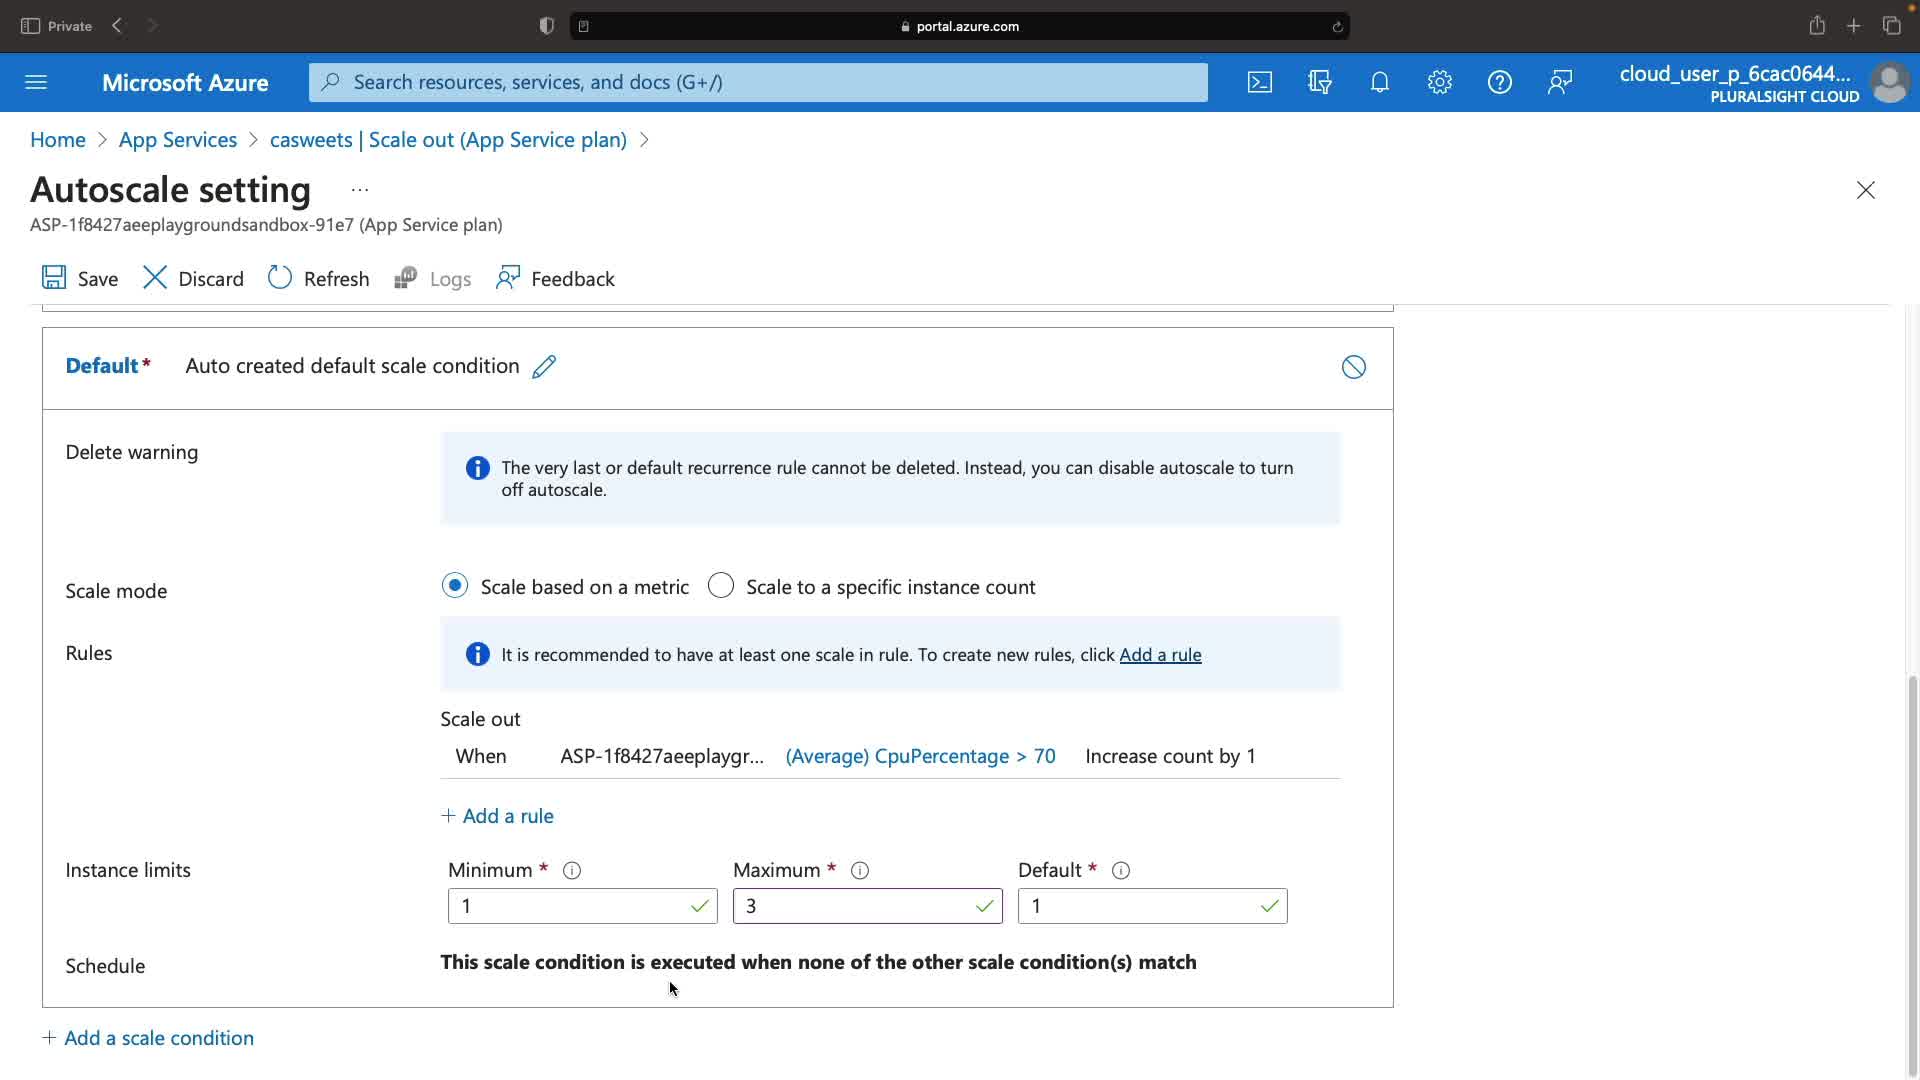 Private
portal.azure.com
Microsoft Azure
Search resources, services, and docs (G+/)
cloud_user_p_6cac0644...
PLURALSIGHT CLOUD
Home > App Services > casweets | Scale out (App Service plan) >
Autoscale setting ...
ASP-1f8427aeeplaygroundsandbox-91e7 (App Service plan)
Save Discard Refresh Logs Feedback
Default* Auto created default scale condition
Delete warning
The very last or default recurrence rule cannot be deleted. Instead, you can disable autoscale to turn
off autoscale.
Scale mode
Scale based on a metric Scale to a specific instance count
Rules
It is recommended to have at least one scale in rule. To create new rules, click Add a rule
Scale out
When ASP-1f8427aeeplaygr... (Average) CpuPercentage > 70 Increase count by 1
+ Add a rule
Instance limits
Minimum * Maximum * Default *
1 3 1
Schedule
This scale condition is executed when none of the other scale condition(s) match
+ Add a scale condition